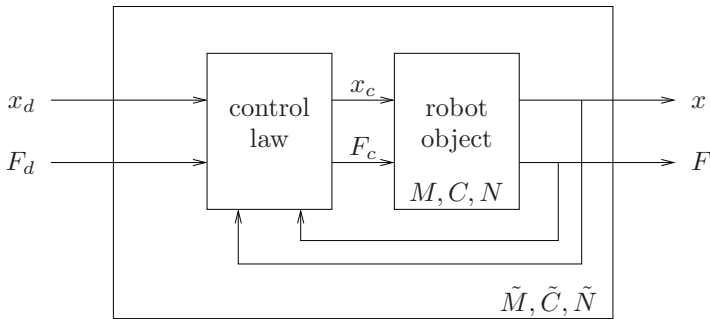 x_d
F_d
control
law
x_c
F_c
robot
object
M, C, N
x
F
M̃, C̃, Ñ